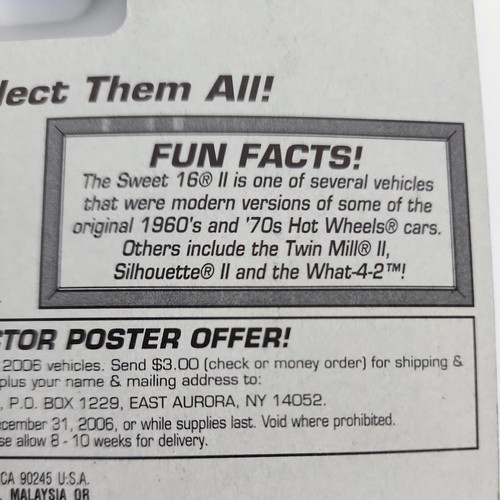 lect Them All!
FUN FACTS!
The Sweet 16® II is one of several vehicles
that were modern versions of some of the
original 1960's and '70s Hot Wheels® cars.
Others include the Twin Mill® II,
Silhouette® II and the What-4-2™!
TOR POSTER OFFER!
2006 vehicles. Send $3.00 (check or money order) for shipping &
plus your name & mailing address to:
, P.O. BOX 1229, EAST AURORA, NY 14052.
cember 31, 2006, or while supplies last. Void where prohibited.
se allow 8 - 10 weeks for delivery.
CA 90245 U.S.A.
, MALAYSIA OR